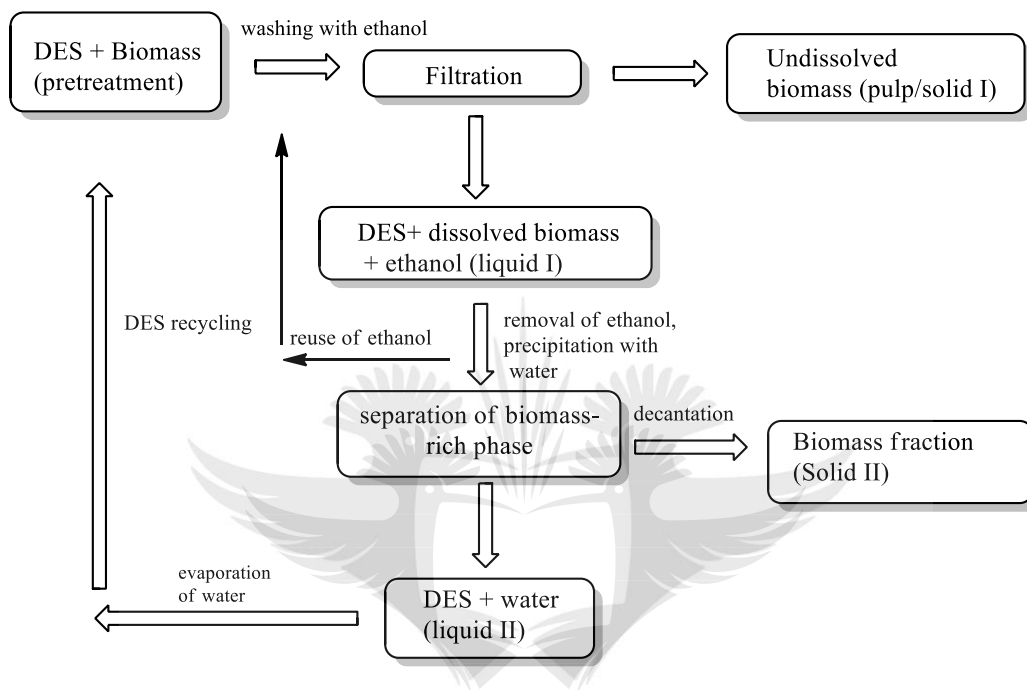 washing with ethanol
DES + Biomass
(pretreatment)
Filtration
Undissolved
biomass (pulp/solid I)
DES+ dissolved biomass
+ ethanol (liquid I)
DES recycling
reuse of ethanol
removal of ethanol,
precipitation with
water
separation of biomass-
rich phase
decantation
Biomass fraction
(Solid II)
evaporation
of water
DES + water
(liquid II)